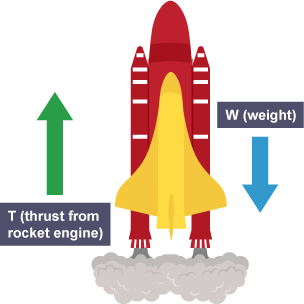 W (weight)
T (thrust from
rocket engine)